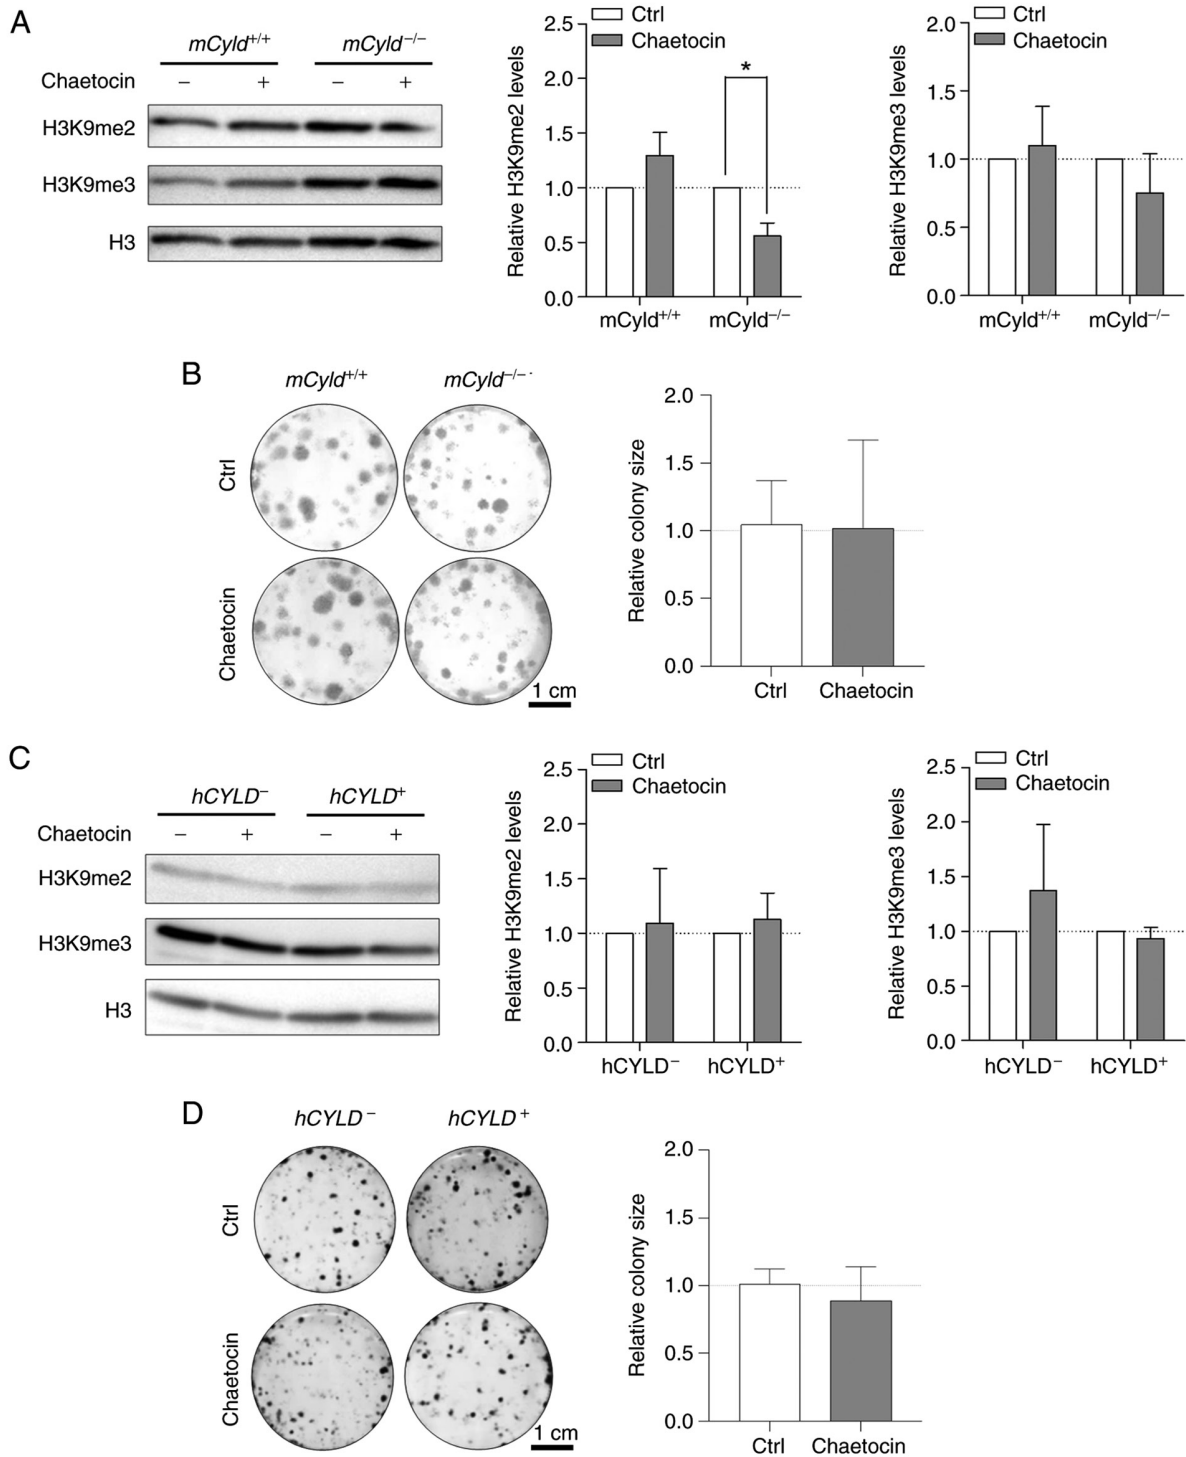 A
mCyld+/+ mCyld−/−
Chaetocin − + − +
H3K9me2
H3K9me3
H3
Relative H3K9me2 levels
2.5
2.0
1.5
1.0
0.5
0.0
Ctrl
Chaetocin
*
mCyld+/+ mCyld−/−
Relative H3K9me3 levels
2.0
1.5
1.0
0.5
0.0
Ctrl
Chaetocin
mCyld+/+ mCyld−/−
B
mCyld+/+ mCyld−/−
Ctrl
Chaetocin
1 cm
Relative colony size
2.0
1.5
1.0
0.5
0.0
Ctrl Chaetocin
C
hCYLD− hCYLD+
Chaetocin − + − +
H3K9me2
H3K9me3
H3
Relative H3K9me2 levels
2.5
2.0
1.5
1.0
0.5
0.0
Ctrl
Chaetocin
hCYLD− hCYLD+
Relative H3K9me3 levels
2.5
2.0
1.5
1.0
0.5
0.0
Ctrl
Chaetocin
hCYLD− hCYLD+
D
hCYLD− hCYLD+
Ctrl
Chaetocin
1 cm
Relative colony size
2.0
1.5
1.0
0.5
0.0
Ctrl Chaetocin